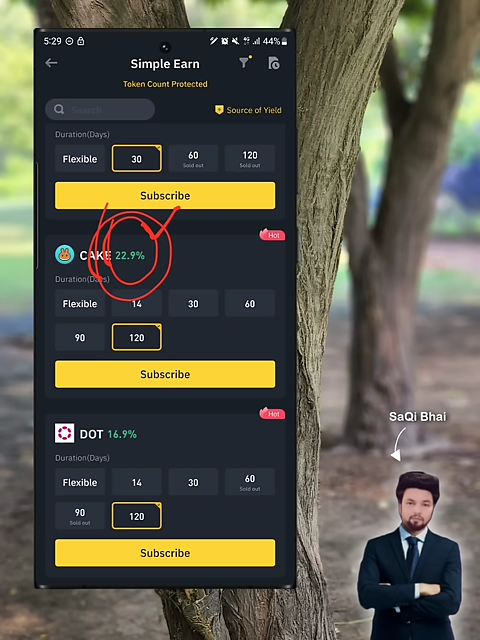 5:29 44%
Simple Earn
Token Count Protected
Search Source of Yield
Duration(Days)
Flexible 30 60 120
Sold out Sold out
Subscribe
Hot
CAKE 22.9%
Duration(Days)
Flexible 14 30 60
90 120
Subscribe
Hot
DOT 16.9%
Duration(Days)
Flexible 14 30 60
Sold out
90 120
Sold out
Subscribe
SaQi Bhai